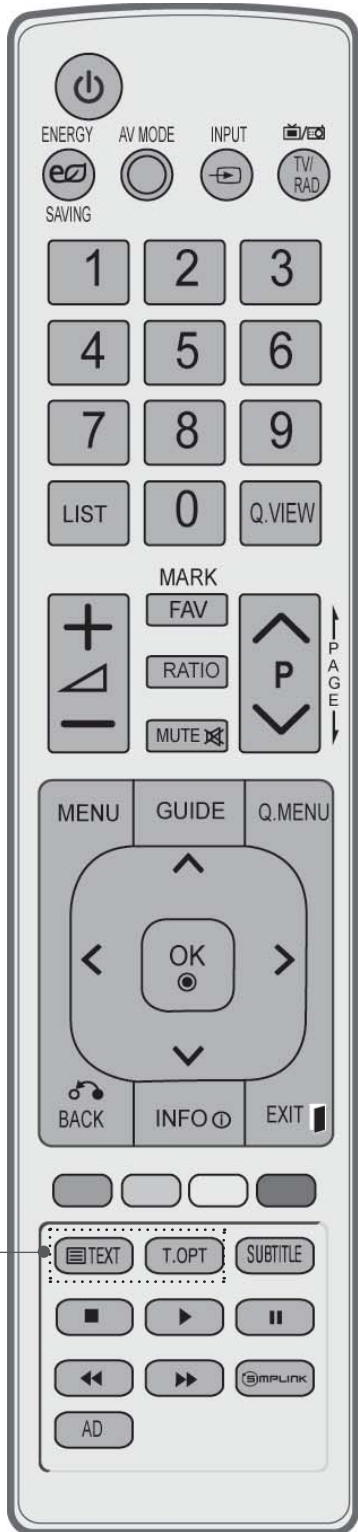 ENERGY AV MODE INPUT
SAVING
TV/
RAD
1 2 3
4 5 6
7 8 9
LIST 0 Q.VIEW
MARK
FAV
RATIO
MUTE
P
PAGE
MENU GUIDE Q.MENU
OK
BACK INFO EXIT
TEXT T.OPT SUBTITLE
SIMPLINK
AD